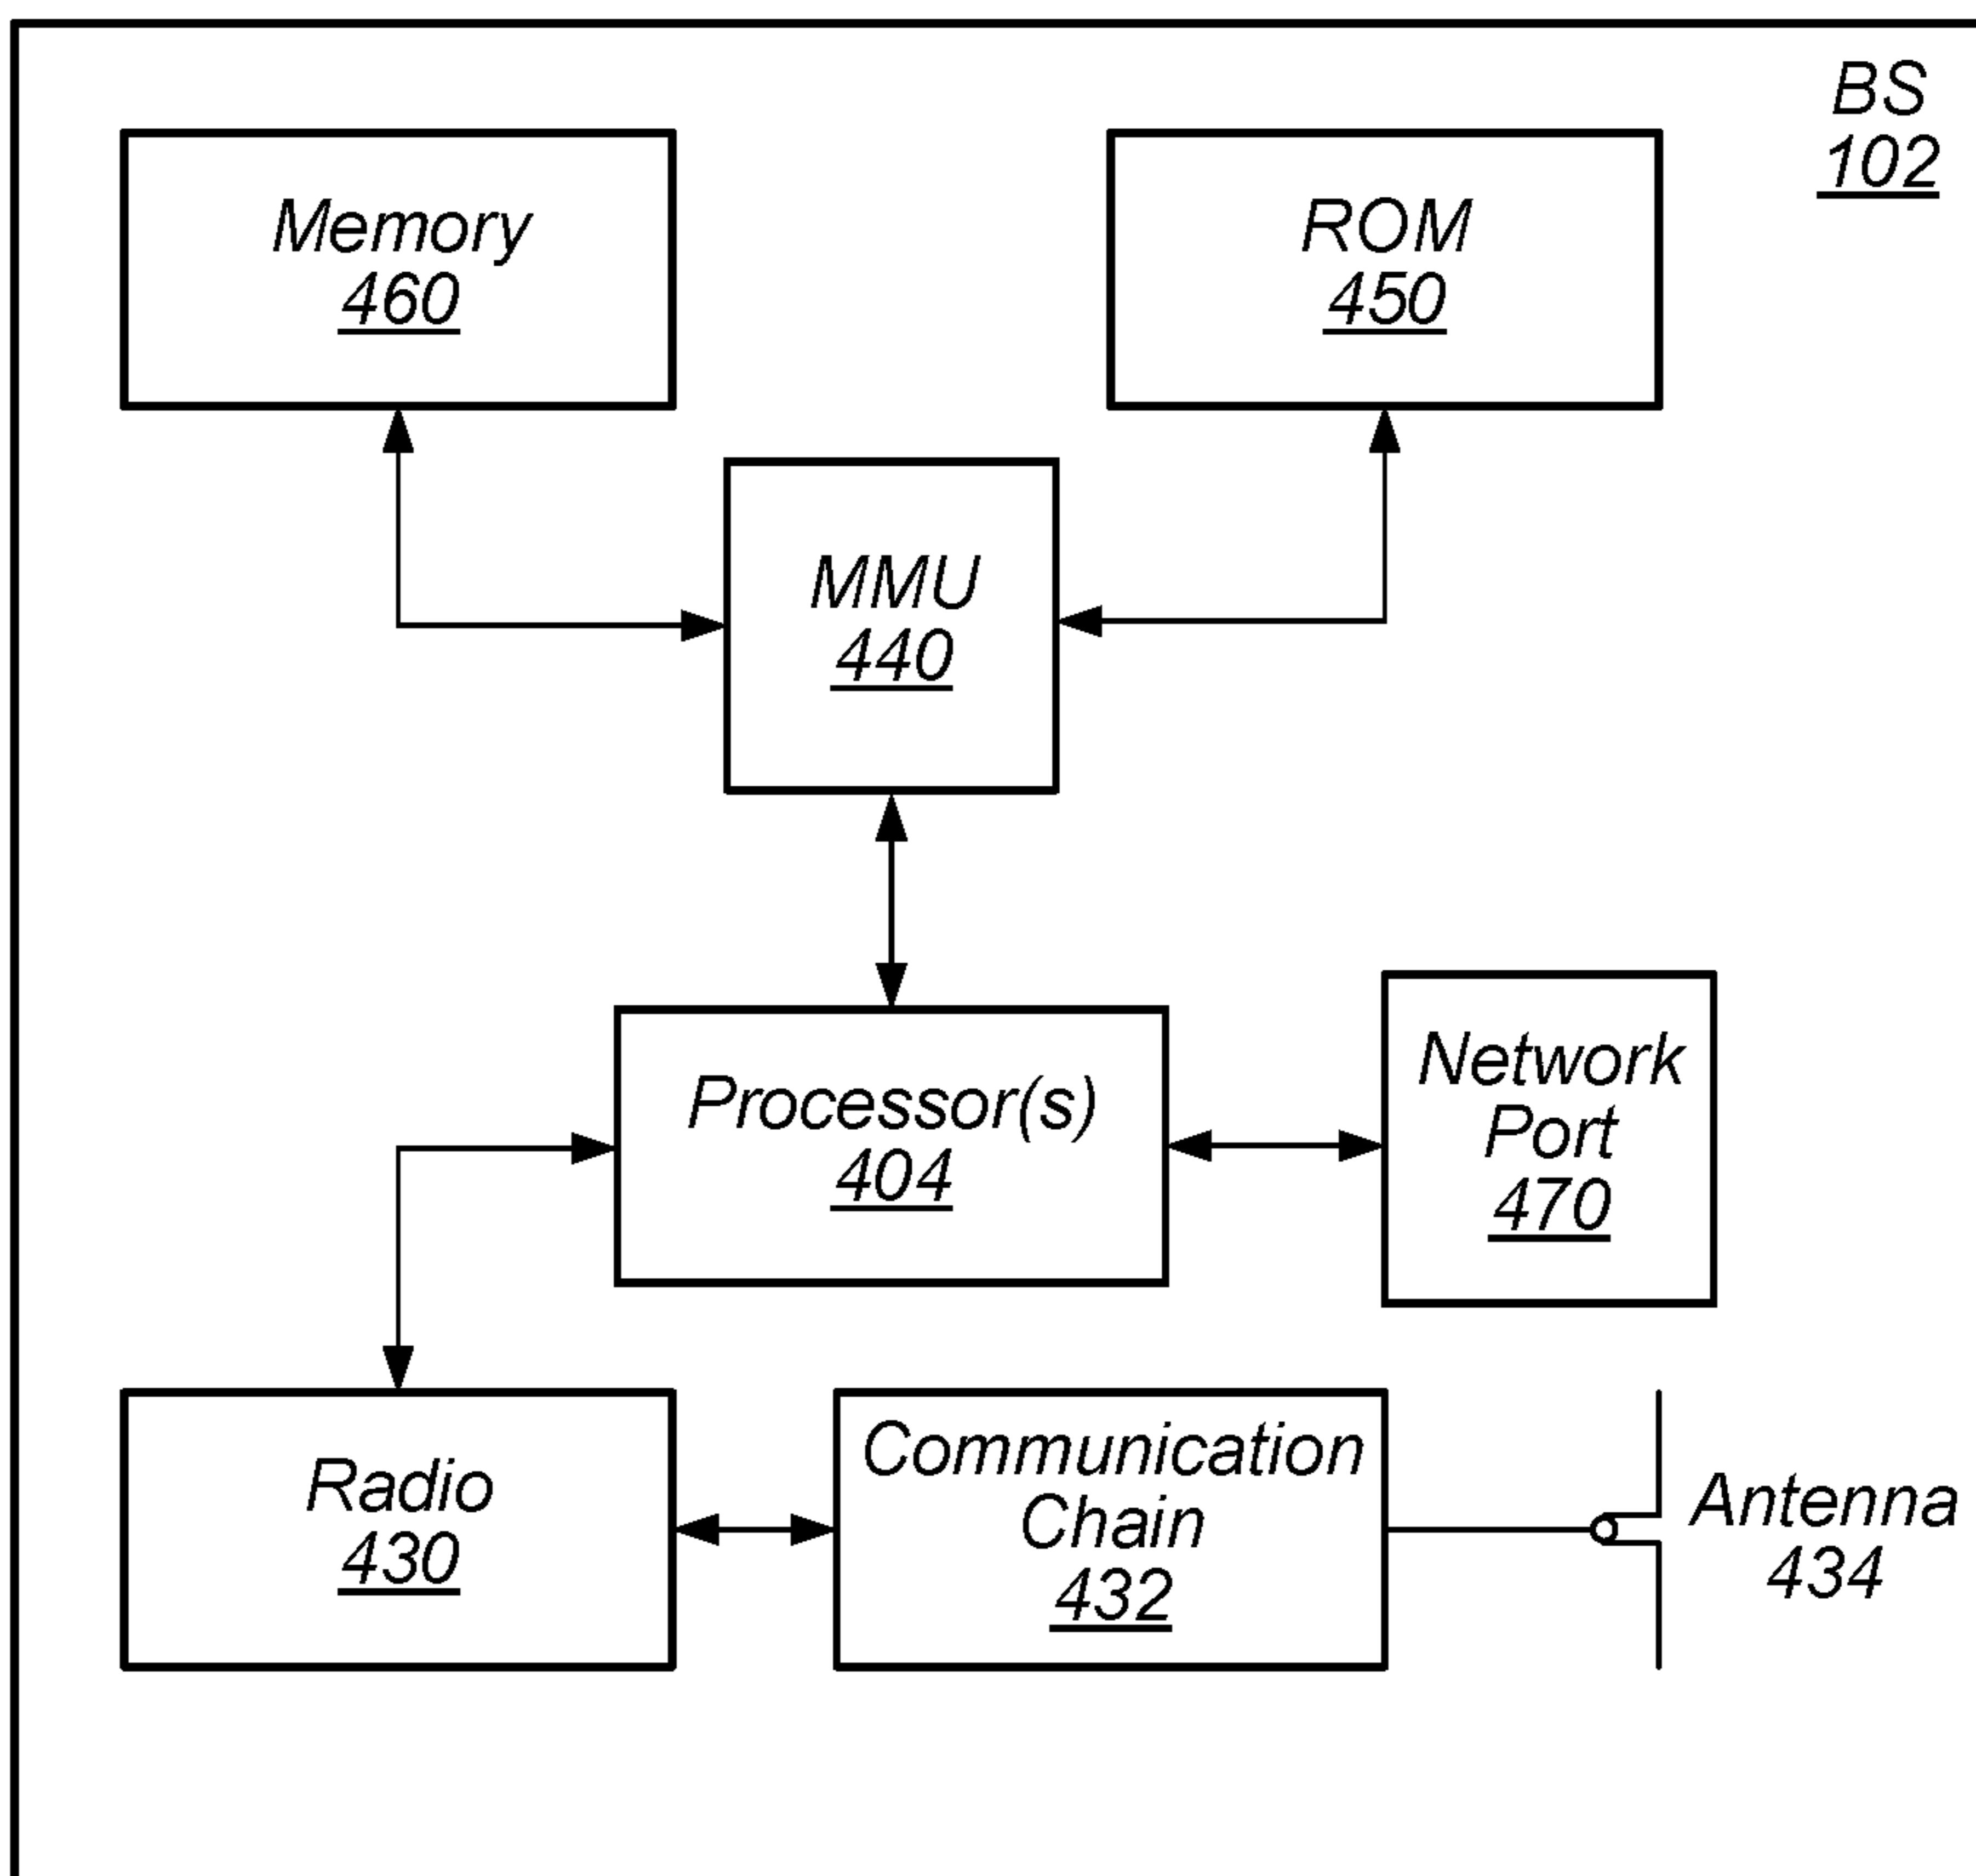 BS
102
Memory
460
ROM
450
MMU
440
Processor(s)
404
Network
Port
470
Radio
430
Communication
Chain
432
Antenna
434